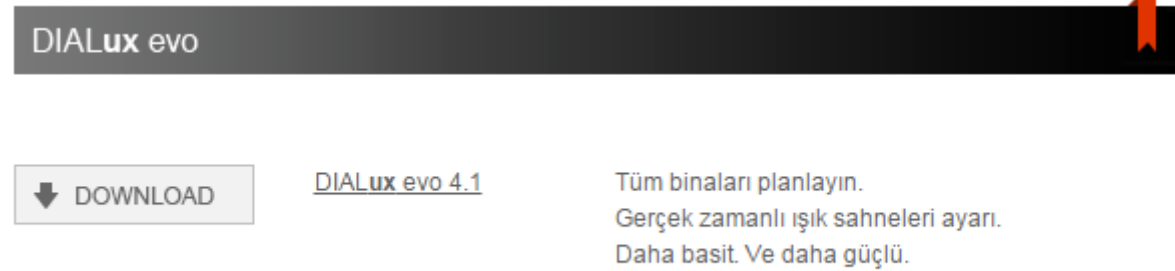 DIALux evo
DOWNLOAD
DIALux evo 4.1
Tüm binaları planlayın.
Gerçek zamanlı ışık sahneleri ayarı.
Daha basit. Ve daha güçlü.